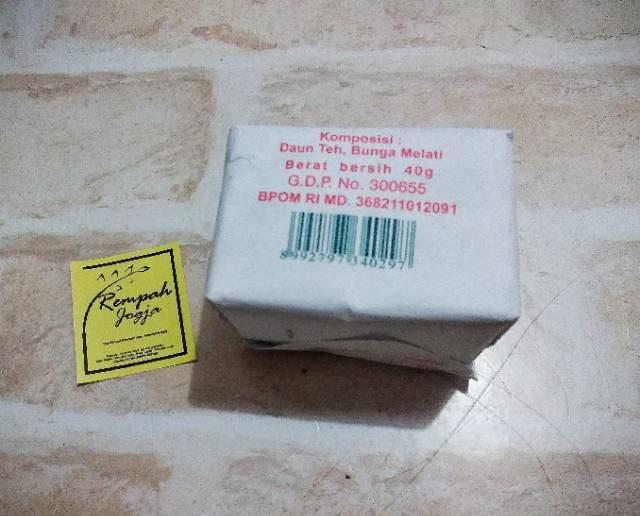 Komposisi :
Daun Teh, Bunga Melati
Berat bersih 40g
G.D.P. No. 300655
BPOM RI MD. 368211012091
8992797340297
Rempah
Jogja